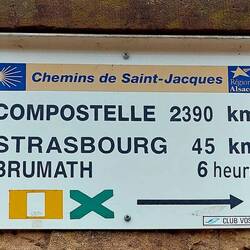 Chemins de Saint-Jacques
Région
Alsace
COMPOSTELLE 2390 km
STRASBOURG 45 km
BRUMATH 6 heur
CLUB VOS